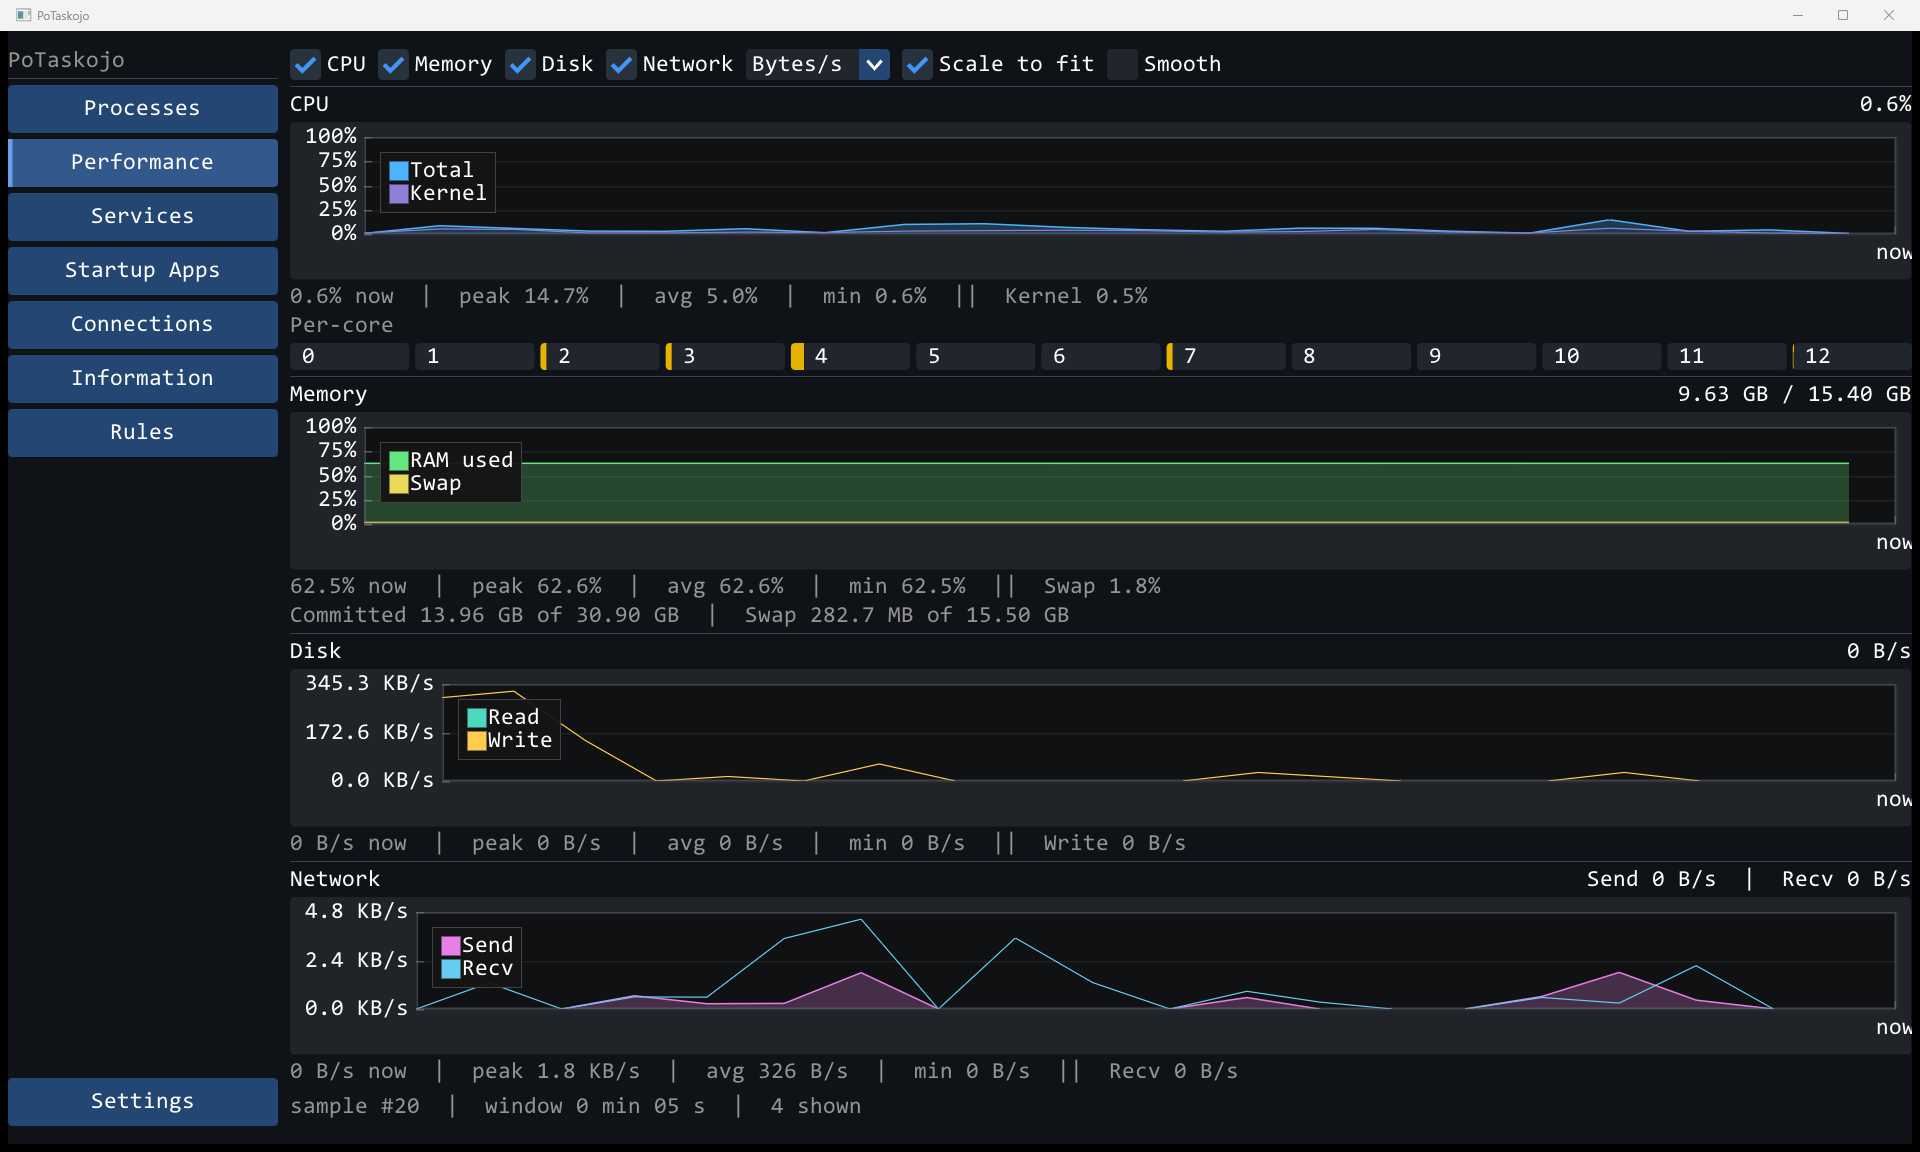 PoTaskojo
PoTaskojo
Processes
Performance
Services
Startup Apps
Connections
Information
Rules
Settings
CPU Memory Disk Network Bytes/s Scale to fit Smooth
CPU 0.6%
100%
75%
50%
25%
0%
Total
Kernel
now
0.6% now | peak 14.7% | avg 5.0% | min 0.6% || Kernel 0.5%
Per-core
0 1 2 3 4 5 6 7 8 9 10 11 12
Memory 9.63 GB / 15.40 GB
100%
75%
50%
25%
0%
RAM used
Swap
now
62.5% now | peak 62.6% | avg 62.6% | min 62.5% || Swap 1.8%
Committed 13.96 GB of 30.90 GB | Swap 282.7 MB of 15.50 GB
Disk 0 B/s
345.3 KB/s
172.6 KB/s
0.0 KB/s
Read
Write
now
0 B/s now | peak 0 B/s | avg 0 B/s | min 0 B/s || Write 0 B/s
Network Send 0 B/s | Recv 0 B/s
4.8 KB/s
2.4 KB/s
0.0 KB/s
Send
Recv
now
0 B/s now | peak 1.8 KB/s | avg 326 B/s | min 0 B/s || Recv 0 B/s
sample #20 | window 0 min 05 s | 4 shown